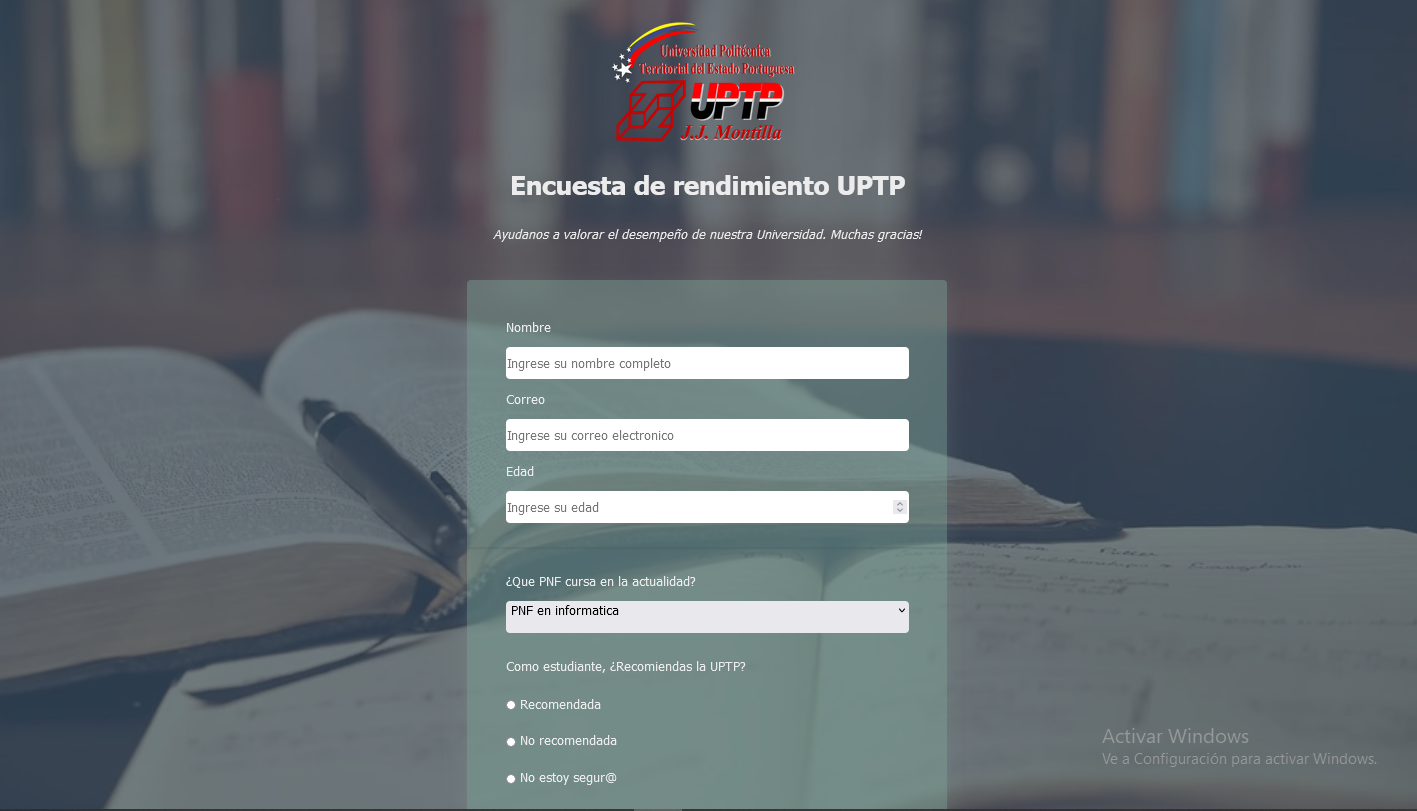 Universidad Politécnica
Territorial del Estado Portuguesa
UPTP
J.J. Montilla
Encuesta de rendimiento UPTP
Ayudanos a valorar el desempeño de nuestra Universidad. Muchas gracias!
Nombre
Ingrese su nombre completo
Correo
Ingrese su correo electronico
Edad
Ingrese su edad
¿Que PNF cursa en la actualidad?
PNF en informatica
Como estudiante, ¿Recomiendas la UPTP?
Recomendada
No recomendada
No estoy segur@
Activar Windows
Ve a Configuración para activar Windows.